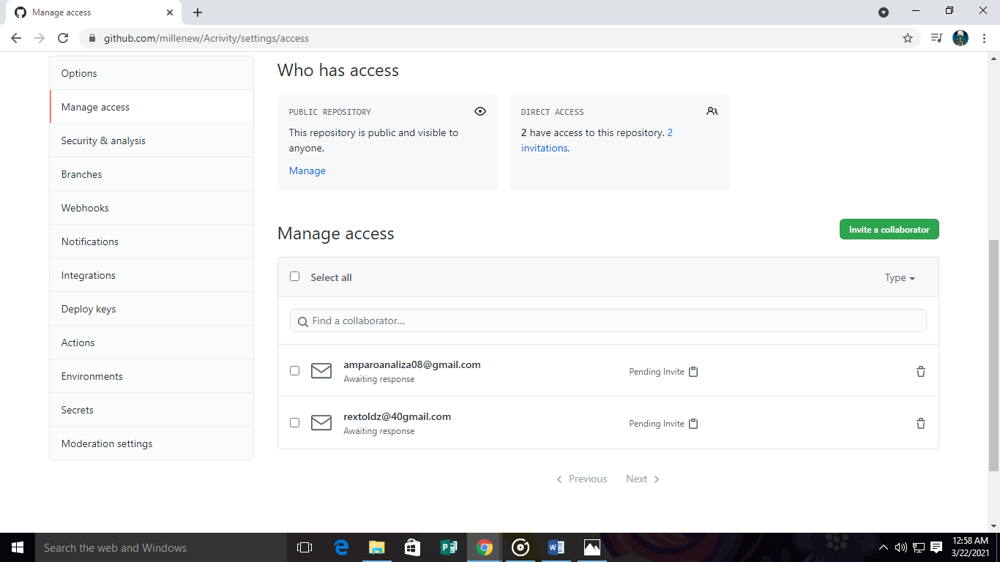 Manage access
github.com/millenew/Acrivity/settings/access
Options
Manage access
Security & analysis
Branches
Webhooks
Notifications
Integrations
Deploy keys
Actions
Environments
Secrets
Moderation settings
Who has access
PUBLIC REPOSITORY
This repository is public and visible to
anyone.
Manage
DIRECT ACCESS
2 have access to this repository. 2
invitations.
Manage access
Invite a collaborator
Select all
Type
Find a collaborator...
amparoanaliza08@gmail.com
Awaiting response
Pending Invite
rextoldz@40gmail.com
Awaiting response
Pending Invite
Previous
Next
Search the web and Windows
12:58 AM
3/22/2021